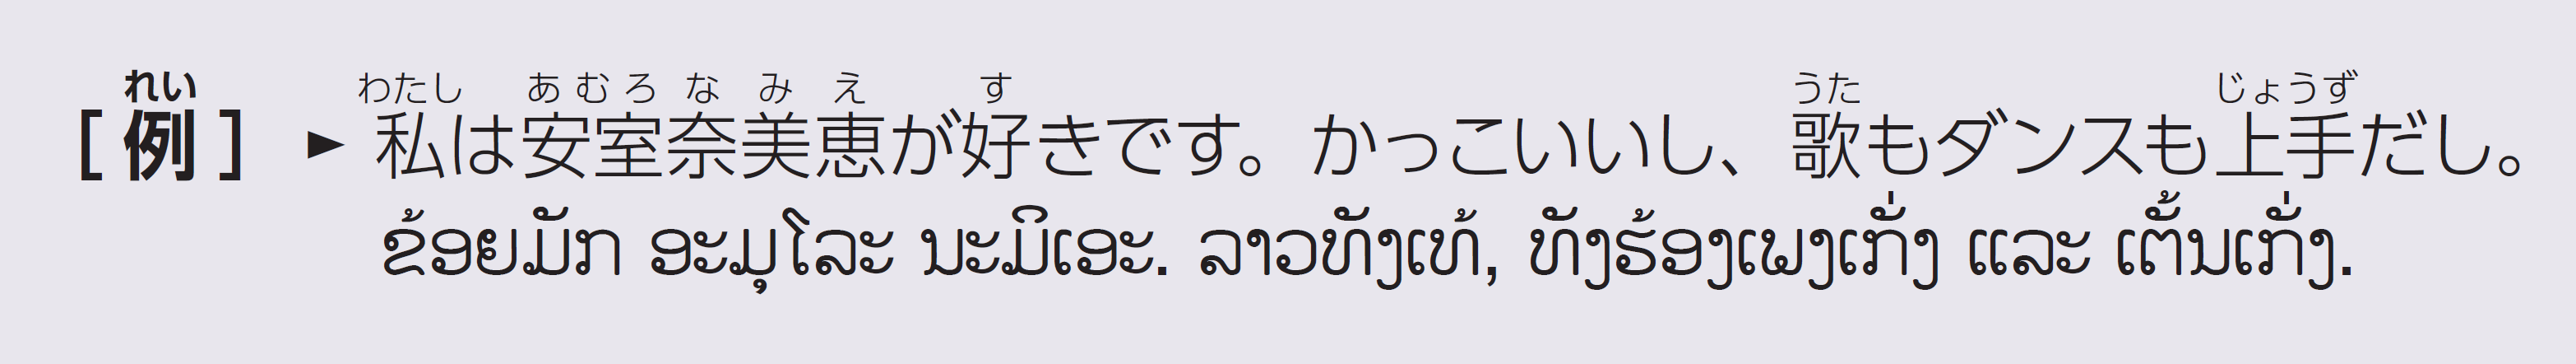 れい わたし あむろ な み え す うた じょうず
[例] ► 私は安室奈美恵が好きです。かっこいいし、歌もダンスも上手だし。
ຂ້ອຍມັກ ອະມຸໂລະ ນະມິເອະ. ລາວທັງເທ້, ທັງຮ້ອງເພງເກັ່ງ ແລະ ເຕັ້ນເກັ່ງ.